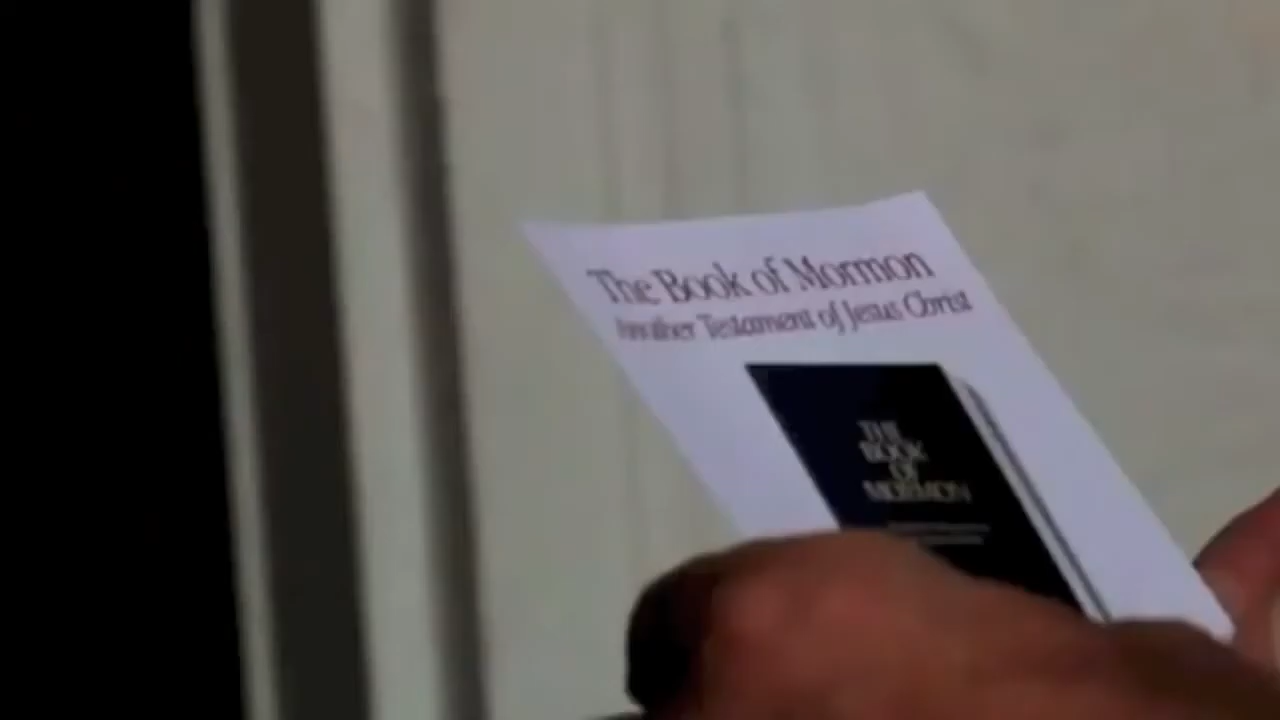 The Book of Mormon
Another Testament of Jesus Christ
THE
BOOK
OF
MORMON